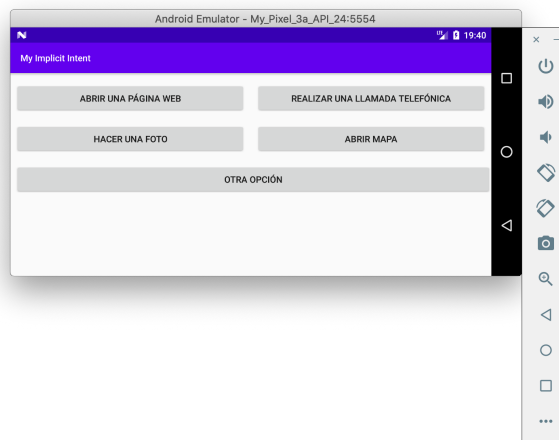 Android Emulator - My_Pixel_3a_API_24:5554
LTE 19:40
My Implicit Intent
ABRIR UNA PÁGINA WEB
REALIZAR UNA LLAMADA TELEFÓNICA
HACER UNA FOTO
ABRIR MAPA
OTRA OPCIÓN